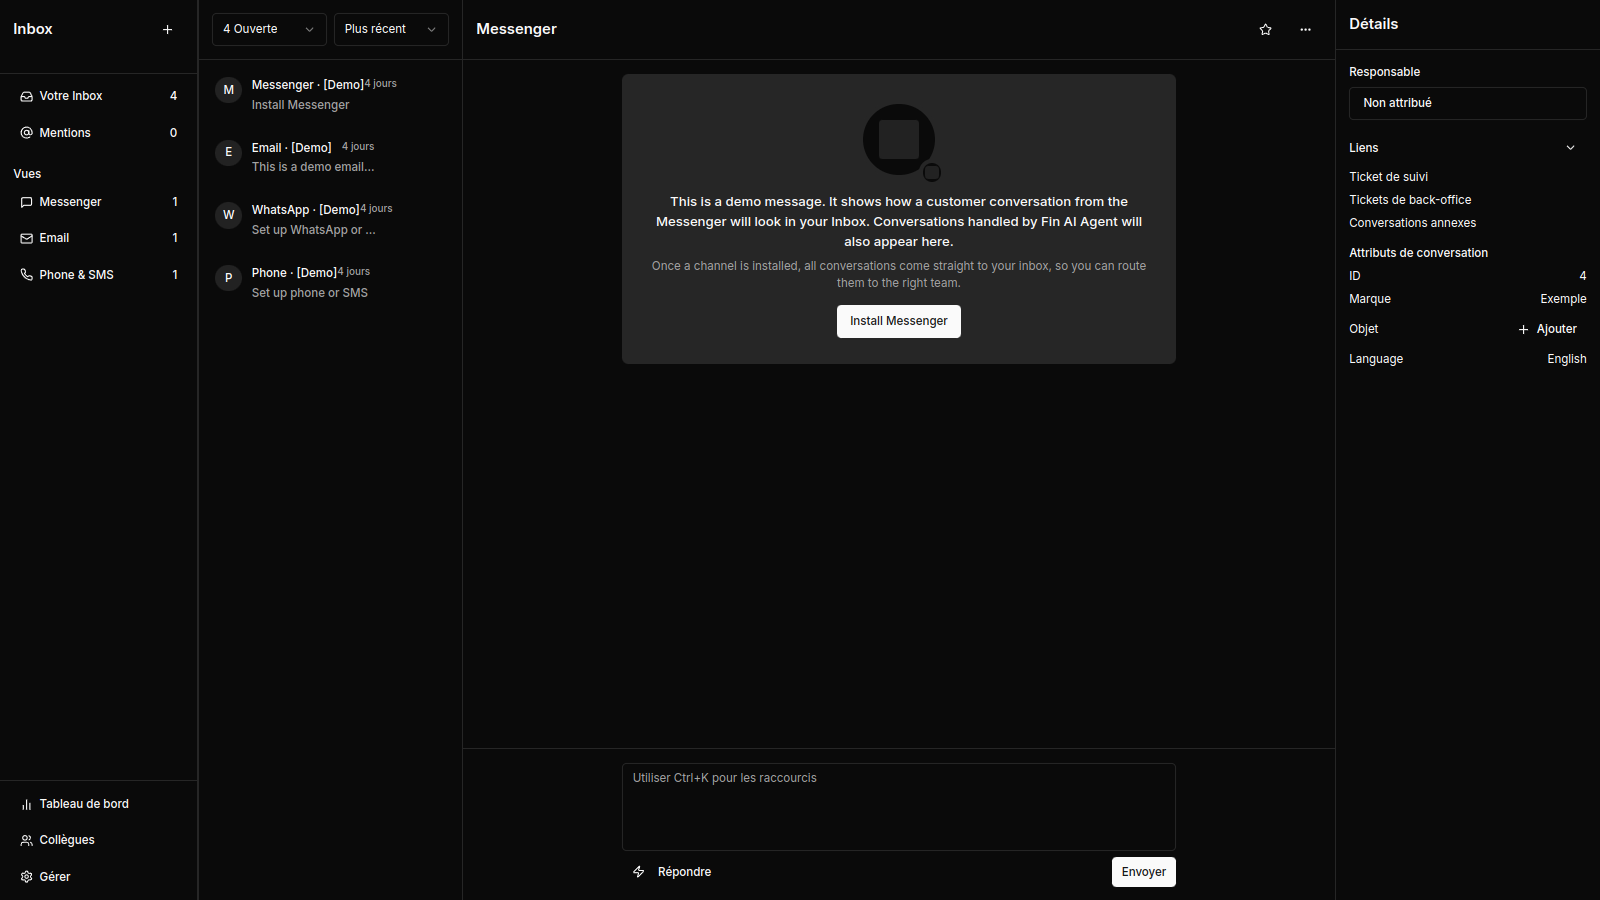 Inbox
Votre Inbox 4
Mentions 0
Vues
Messenger 1
Email 1
Phone & SMS 1
Tableau de bord
Collègues
Gérer
4 Ouverte
Plus récent
M
Messenger · [Demo] 4 jours
Install Messenger
E
Email · [Demo] 4 jours
This is a demo email...
W
WhatsApp · [Demo] 4 jours
Set up WhatsApp or ...
P
Phone · [Demo] 4 jours
Set up phone or SMS
Messenger
This is a demo message. It shows how a customer conversation from the
Messenger will look in your Inbox. Conversations handled by Fin AI Agent will
also appear here.
Once a channel is installed, all conversations come straight to your inbox, so you can route
them to the right team.
Install Messenger
Utiliser Ctrl+K pour les raccourcis
Répondre
Envoyer
Détails
Responsable
Non attribué
Liens
Ticket de suivi
Tickets de back-office
Conversations annexes
Attributs de conversation
ID 4
Marque Exemple
Objet Ajouter
Language English